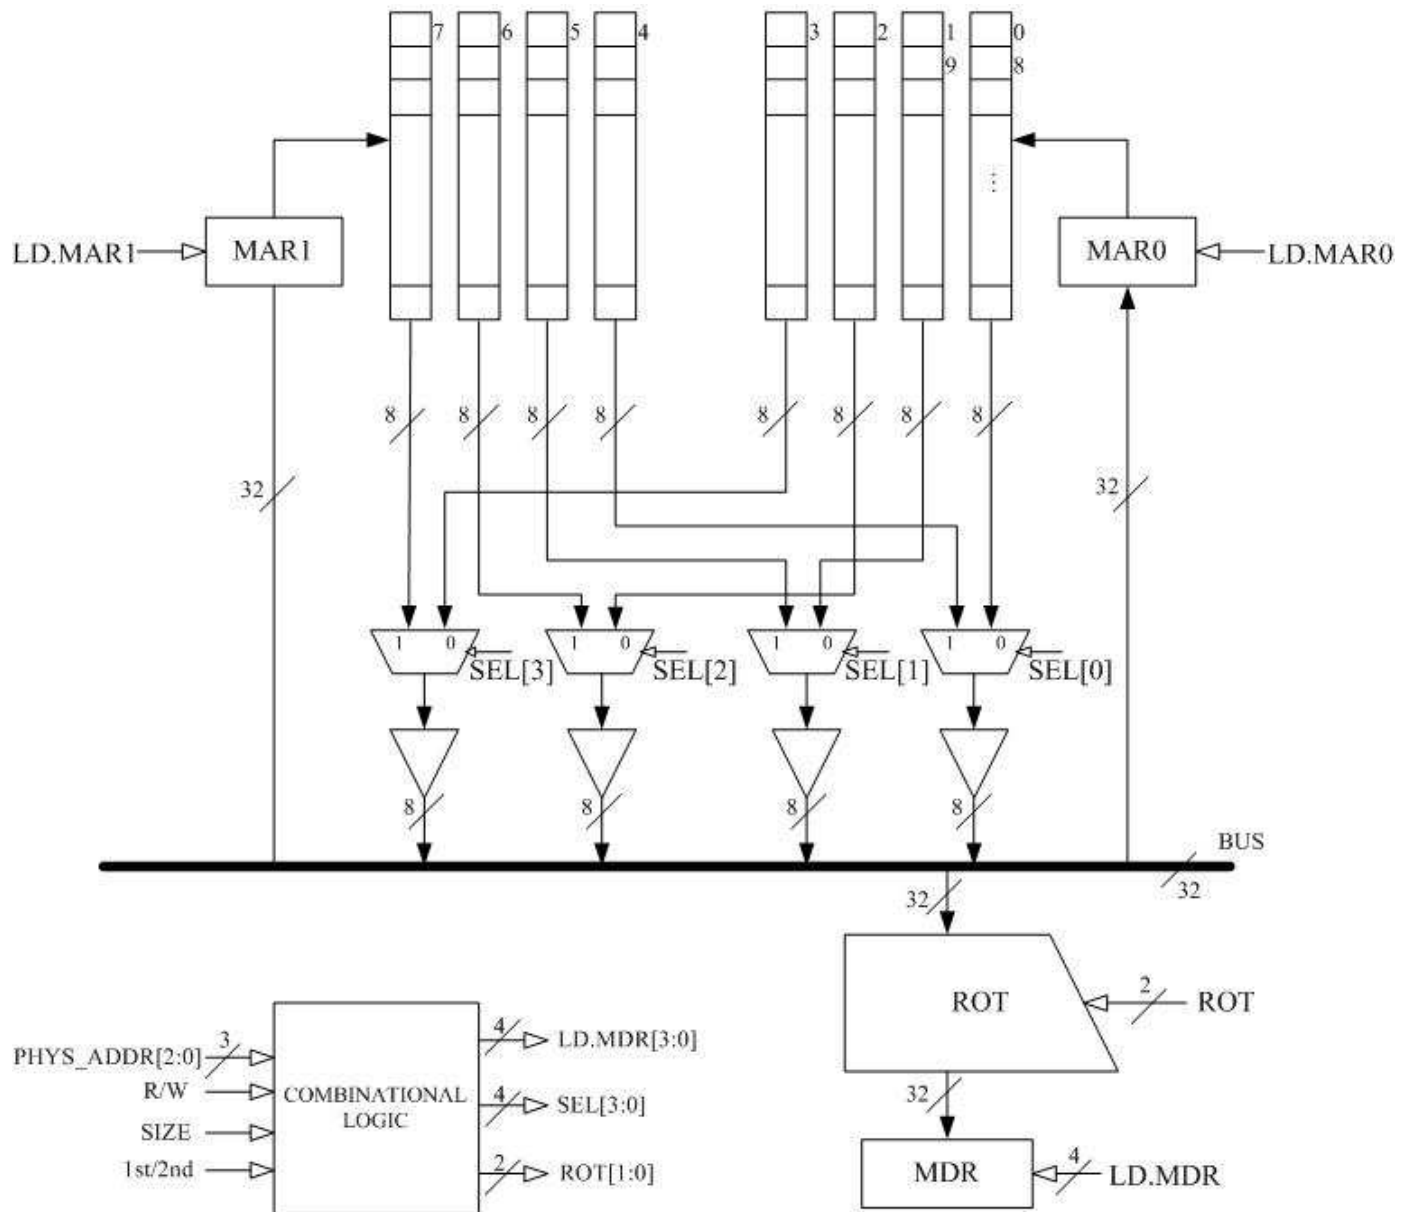 7 6 5 4 3 2 1 0
9 8
⋮
LD.MAR1 MAR1 MAR0 LD.MAR0
8 8 8 8 8 8 8 8
32 32
1 0 1 0 1 0 1 0
SEL[3] SEL[2] SEL[1] SEL[0]
8 8 8 8
BUS
32 32
ROT 2 ROT
PHYS_ADDR[2:0] 3
R/W
SIZE
1st/2nd
COMBINATIONAL
LOGIC
4 LD.MDR[3:0]
4 SEL[3:0]
2 ROT[1:0]
32
MDR 4 LD.MDR